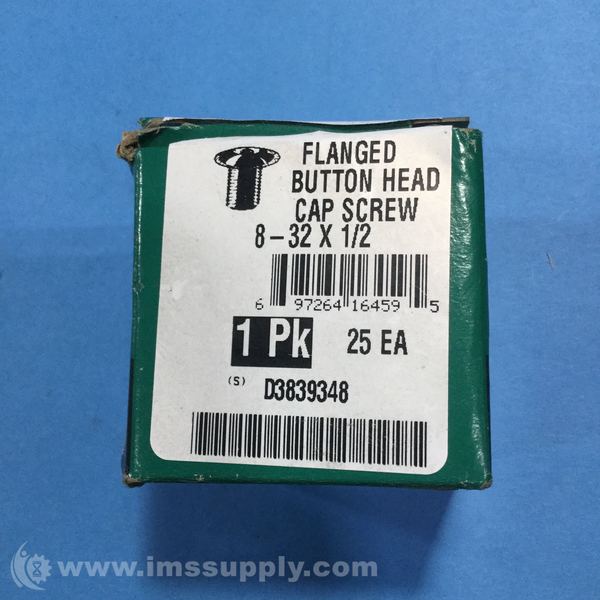 FLANGED
BUTTON HEAD
CAP SCREW
8-32 X 1/2
6 97264 16459 5
1 Pk 25 EA
(S) D3839348
www.imssupply.com